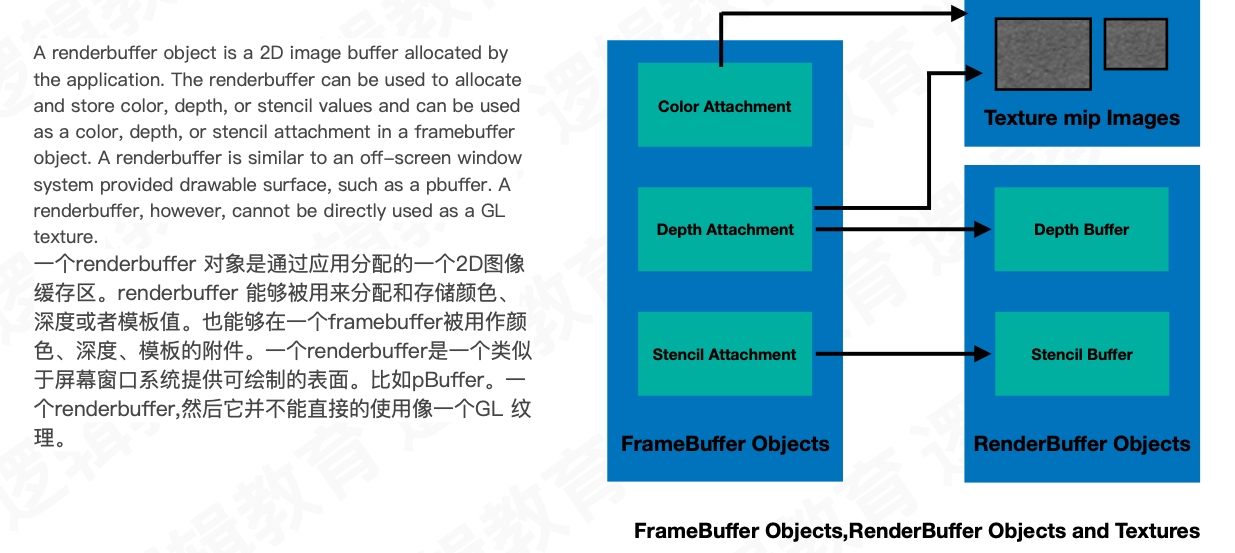 A renderbuffer object is a 2D image buffer allocated by
the application. The renderbuffer can be used to allocate
and store color, depth, or stencil values and can be used
as a color, depth, or stencil attachment in a framebuffer
object. A renderbuffer is similar to an off-screen window
system provided drawable surface, such as a pbuffer. A
renderbuffer, however, cannot be directly used as a GL
texture.
一个renderbuffer 对象是通过应用分配的一个2D图像
缓存区。renderbuffer 能够被用来分配和存储颜色、
深度或者模板值。也能够在一个framebuffer被用作颜
色、深度、模板的附件。一个renderbuffer是一个类似
于屏幕窗口系统提供可绘制的表面。比如pBuffer。一
个renderbuffer,然后它并不能直接的使用像一个GL 纹
理。
Color Attachment
Depth Attachment
Stencil Attachment
FrameBuffer Objects
Texture mip Images
Depth Buffer
Stencil Buffer
RenderBuffer Objects
FrameBuffer Objects,RenderBuffer Objects and Textures
逻辑教育